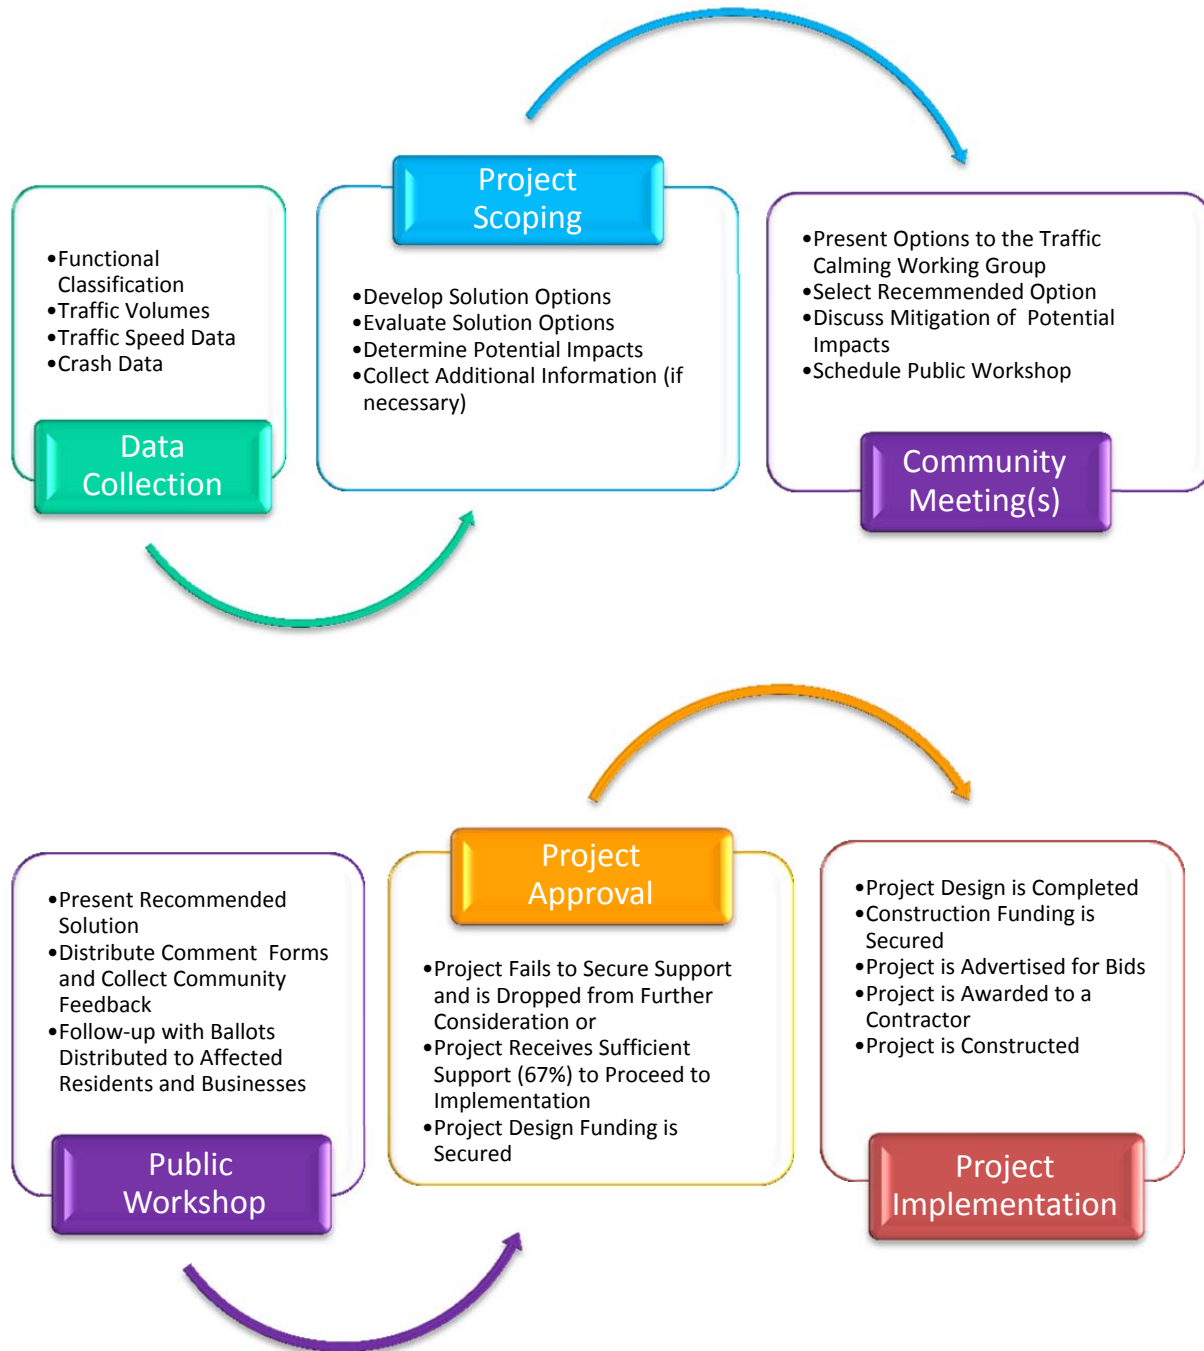 •Functional
Classification
•Traffic Volumes
•Traffic Speed Data
•Crash Data
Data
Collection
Project
Scoping
•Develop Solution Options
•Evaluate Solution Options
•Determine Potential Impacts
•Collect Additional Information (if
necessary)
•Present Options to the Traffic
Calming Working Group
•Select Recemmended Option
•Discuss Mitigation of Potential
Impacts
•Schedule Public Workshop
Community
Meeting(s)
•Present Recommended
Solution
•Distribute Comment Forms
and Collect Community
Feedback
•Follow-up with Ballots
Distributed to Affected
Residents and Businesses
Public
Workshop
Project
Approval
•Project Fails to Secure Support
and is Dropped from Further
Consideration or
•Project Receives Sufficient
Support (67%) to Proceed to
Implementation
•Project Design Funding is
Secured
•Project Design is Completed
•Construction Funding is
Secured
•Project is Advertised for Bids
•Project is Awarded to a
Contractor
•Project is Constructed
Project
Implementation